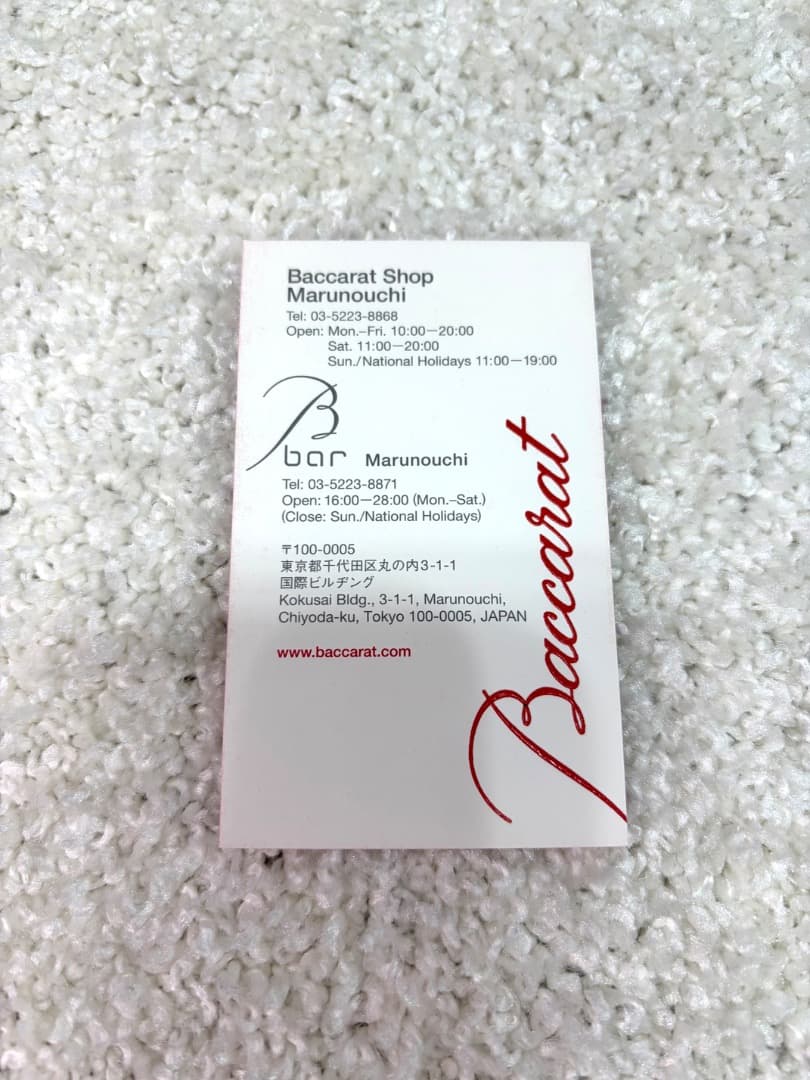 Baccarat Shop
Marunouchi
Tel: 03-5223-8868
Open: Mon.–Fri. 10:00－20:00
Sat. 11:00－20:00
Sun./National Holidays 11:00－19:00
B
bar Marunouchi
Tel: 03-5223-8871
Open: 16:00－28:00 (Mon.–Sat.)
(Close: Sun./National Holidays)
〒100-0005
東京都千代田区丸の内3-1-1
国際ビルヂング
Kokusai Bldg., 3-1-1, Marunouchi,
Chiyoda-ku, Tokyo 100-0005, JAPAN
www.baccarat.com
Baccarat